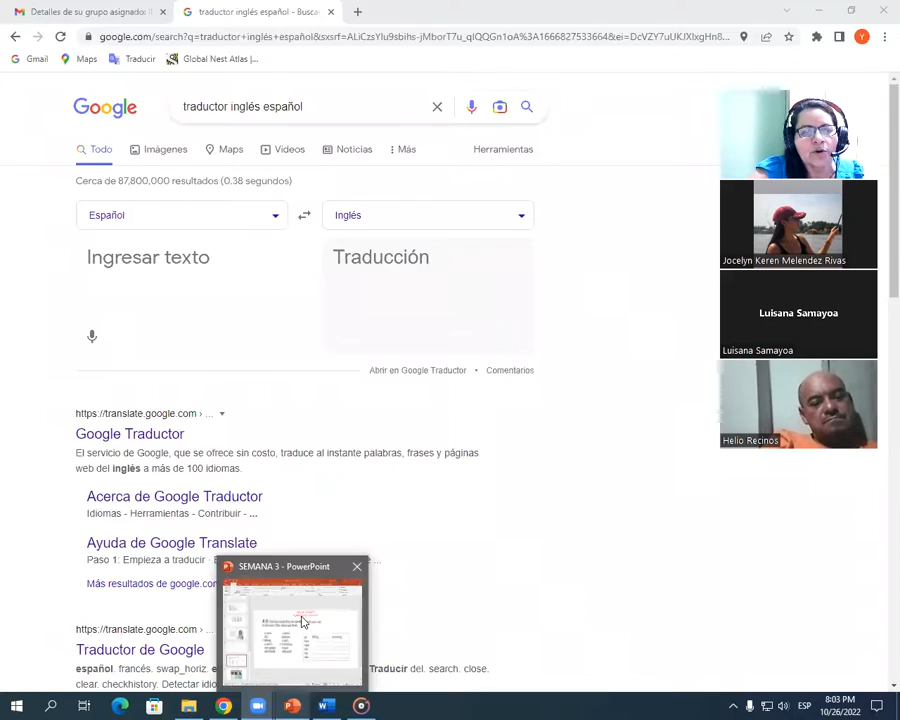 Detalles de su grupo asignado:
traductor inglés español - Busca
google.com/search?q=traductor+inglés+español&sxsrf=ALiCzsYlu9sbihs-jMborT7u_qIQQGn1oA%3A1666827533664&ei=DcVZY7uUKJXlxgHn8...
Gmail
Maps
Traducir
Global Nest Atlas |...
Google
traductor inglés español
Todo
Imágenes
Maps
Videos
Noticias
Más
Herramientas
Cerca de 87,800,000 resultados (0.38 segundos)
Español
Inglés
Ingresar texto
Traducción
Abrir en Google Traductor • Comentarios
https://translate.google.com › ...
Google Traductor
El servicio de Google, que se ofrece sin costo, traduce al instante palabras, frases y páginas
web del inglés a más de 100 idiomas.
Acerca de Google Traductor
Idiomas - Herramientas - Contribuir - ...
Ayuda de Google Translate
Paso 1: Empieza a traducir ·
Más resultados de google.com
https://translate.google.com
Traductor de Google
español. francés. swap_horiz.
Traducir del. search. close.
clear. checkhistory. Detectar
SEMANA 3 - PowerPoint
Jocelyn Keren Melendez Rivas
Luisana Samayoa
Luisana Samayoa
Helio Recinos
ESP
8:03 PM
10/26/2022